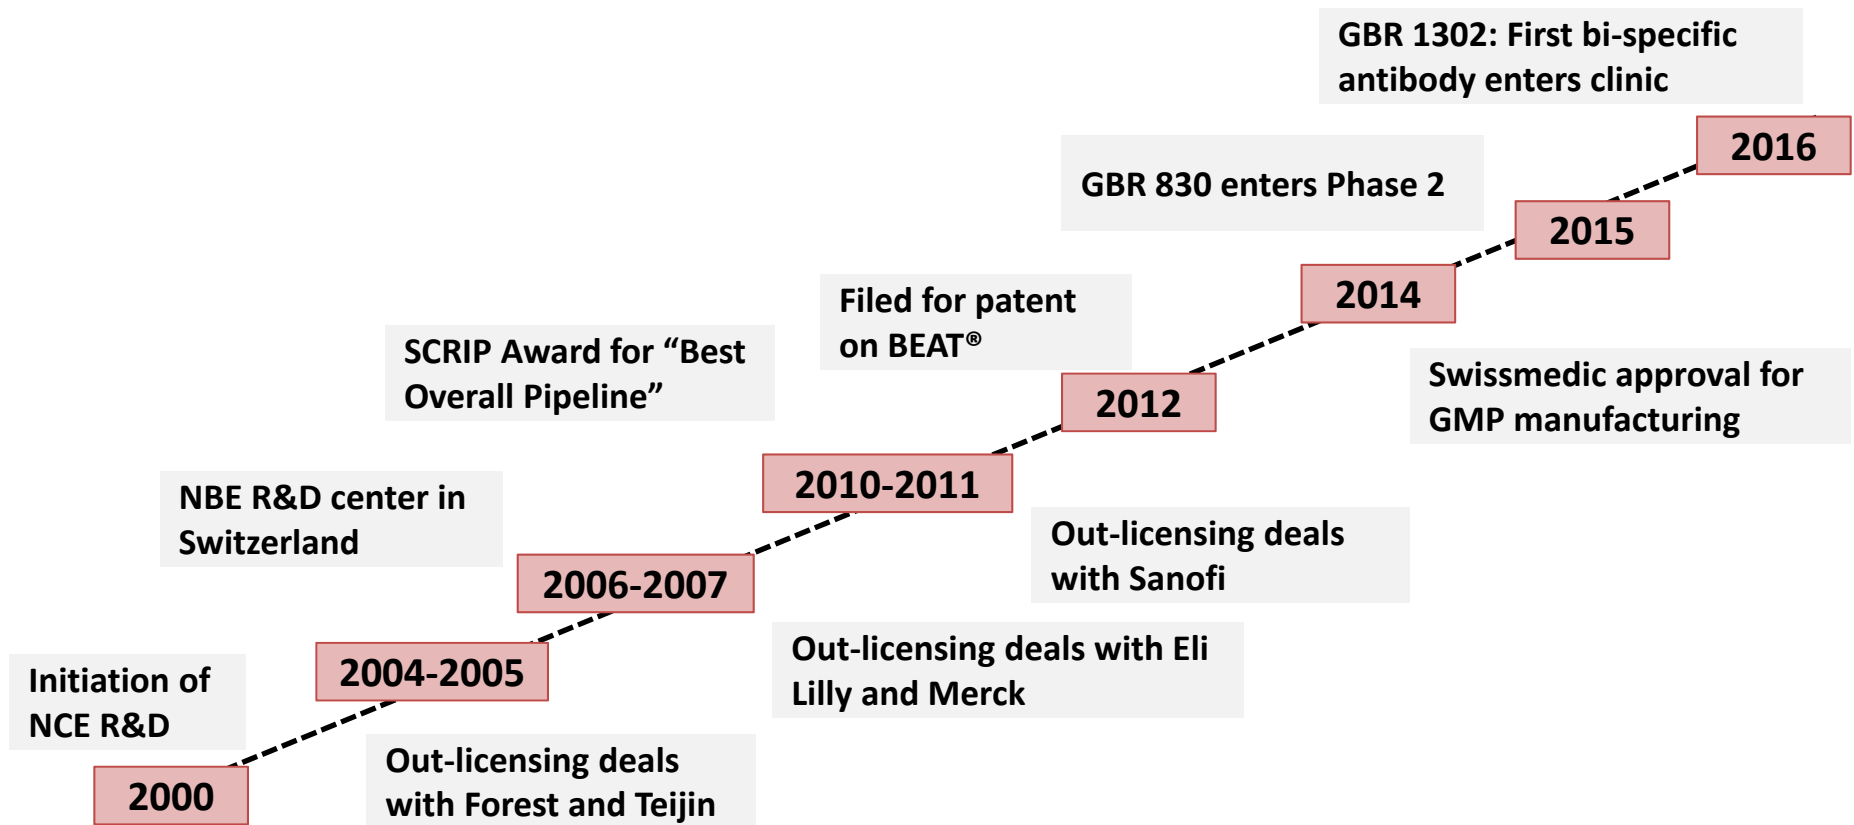 GBR 1302: First bi-specific
antibody enters clinic
2016
GBR 830 enters Phase 2
2015
Filed for patent
on BEAT®
2014
SCRIP Award for “Best
Overall Pipeline”
2012
Swissmedic approval for
GMP manufacturing
NBE R&D center in
Switzerland
2010-2011
Out-licensing deals
with Sanofi
2006-2007
Initiation of
NCE R&D
2004-2005
Out-licensing deals with Eli
Lilly and Merck
2000
Out-licensing deals
with Forest and Teijin